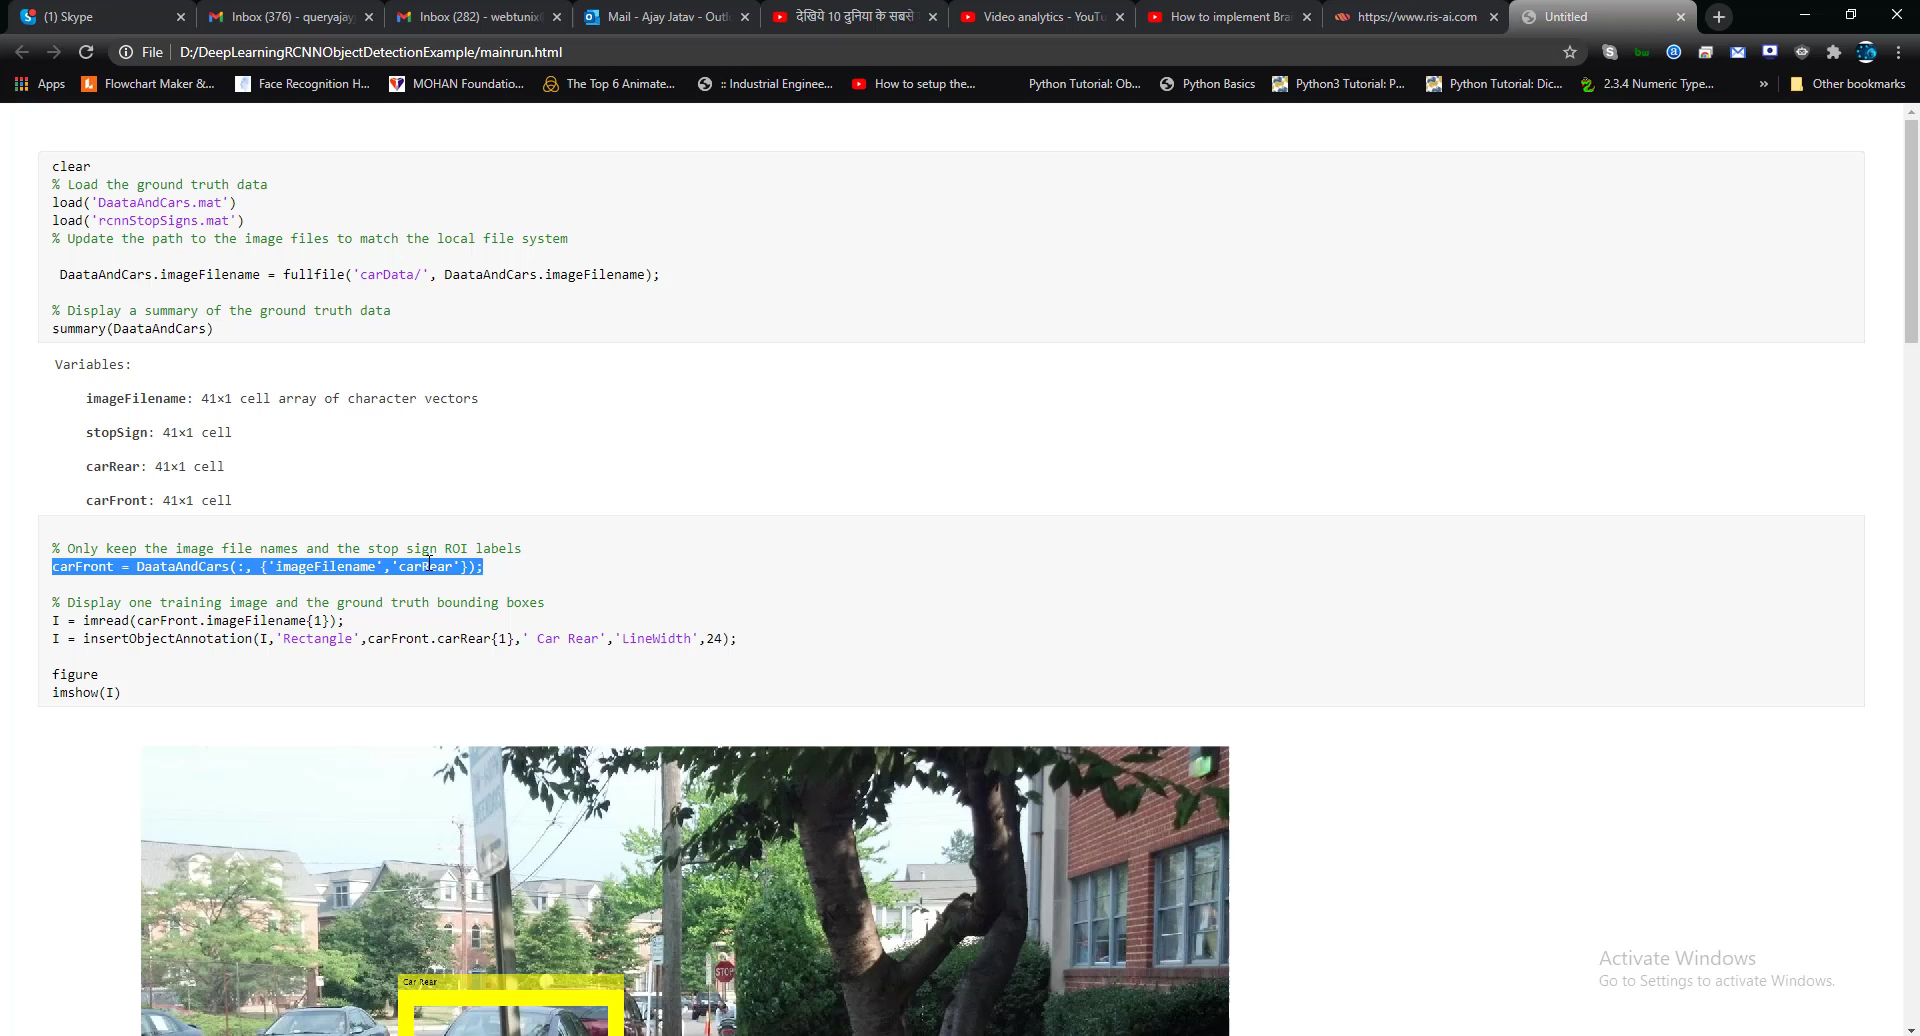 (1) Skype
Inbox (376) - queryajay
Inbox (282) - webtunix
Mail - Ajay Jatav - Outl
देखिये 10 दुनिया के सबसे
Video analytics - YouTu
How to implement Brai
https://www.ris-ai.com
Untitled
File
D:/DeepLearningRCNNObjectDetectionExample/mainrun.html
Apps
Flowchart Maker &...
Face Recognition H...
MOHAN Foundatio...
The Top 6 Animate...
:: Industrial Enginee...
How to setup the...
Python Tutorial: Ob...
Python Basics
Python3 Tutorial: P...
Python Tutorial: Dic...
2.3.4 Numeric Type...
»
Other bookmarks
clear
% Load the ground truth data
load('DaataAndCars.mat')
load('rcnnStopSigns.mat')
% Update the path to the image files to match the local file system
DaataAndCars.imageFilename = fullfile('carData/', DaataAndCars.imageFilename);
% Display a summary of the ground truth data
summary(DaataAndCars)
Variables:
imageFilename: 41×1 cell array of character vectors
stopSign: 41×1 cell
carRear: 41×1 cell
carFront: 41×1 cell
% Only keep the image file names and the stop sign ROI labels
carFront = DaataAndCars(:, {'imageFilename','carRear'});
% Display one training image and the ground truth bounding boxes
I = imread(carFront.imageFilename{1});
I = insertObjectAnnotation(I,'Rectangle',carFront.carRear{1},' Car Rear','LineWidth',24);
figure
imshow(I)
STOP
Car Rear
Activate Windows
Go to Settings to activate Windows.